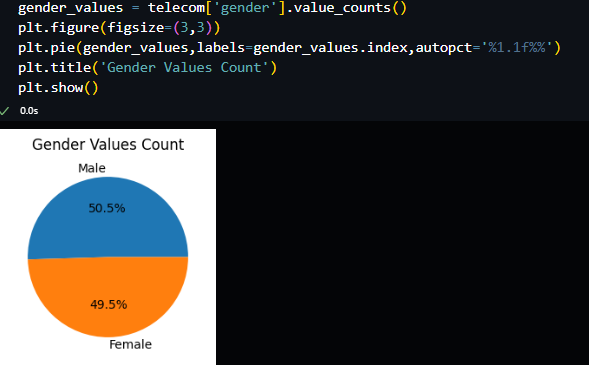 gender_values = telecom['gender'].value_counts()
plt.figure(figsize=(3,3))
plt.pie(gender_values,labels=gender_values.index,autopct='%1.1f%%')
plt.title('Gender Values Count')
plt.show()
0.0s
Gender Values Count
Male
50.5%
49.5%
Female